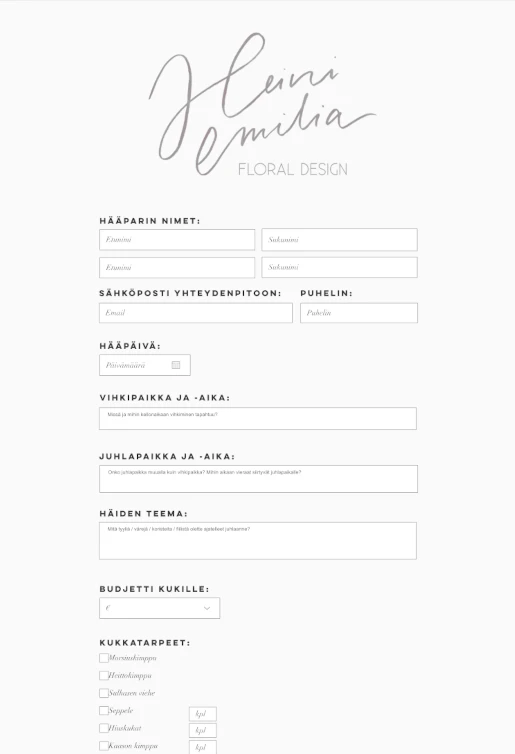 Heini
emilia
FLORAL DESIGN
HÄÄPARIN NIMET:
Etunimi Sukunimi
Etunimi Sukunimi
SÄHKÖPOSTI YHTEYDENPITOON: PUHELIN:
Email Puhelin
HÄÄPÄIVÄ:
Päivämäärä
VIHKIPAIKKA JA -AIKA:
Missä ja mihin kellonaikaan vihkiminen tapahtuu?
JUHLAPAIKKA JA -AIKA:
Onko juhlapaikka muualla kuin vihkipaikka? Mihin aikaan vieraat siirtyvät juhlapaikalle?
HÄIDEN TEEMA:
Mitä tyyliä / värejä / teemaa olette ajatelleet juhlaanne?
BUDJETTI KUKILLE:
€
KUKKATARPEET:
Morsiuskimppu
Heittokimppu
Sulhasen viehe
Seppele kpl
Hiuskukat kpl
Kaason kimppu kpl